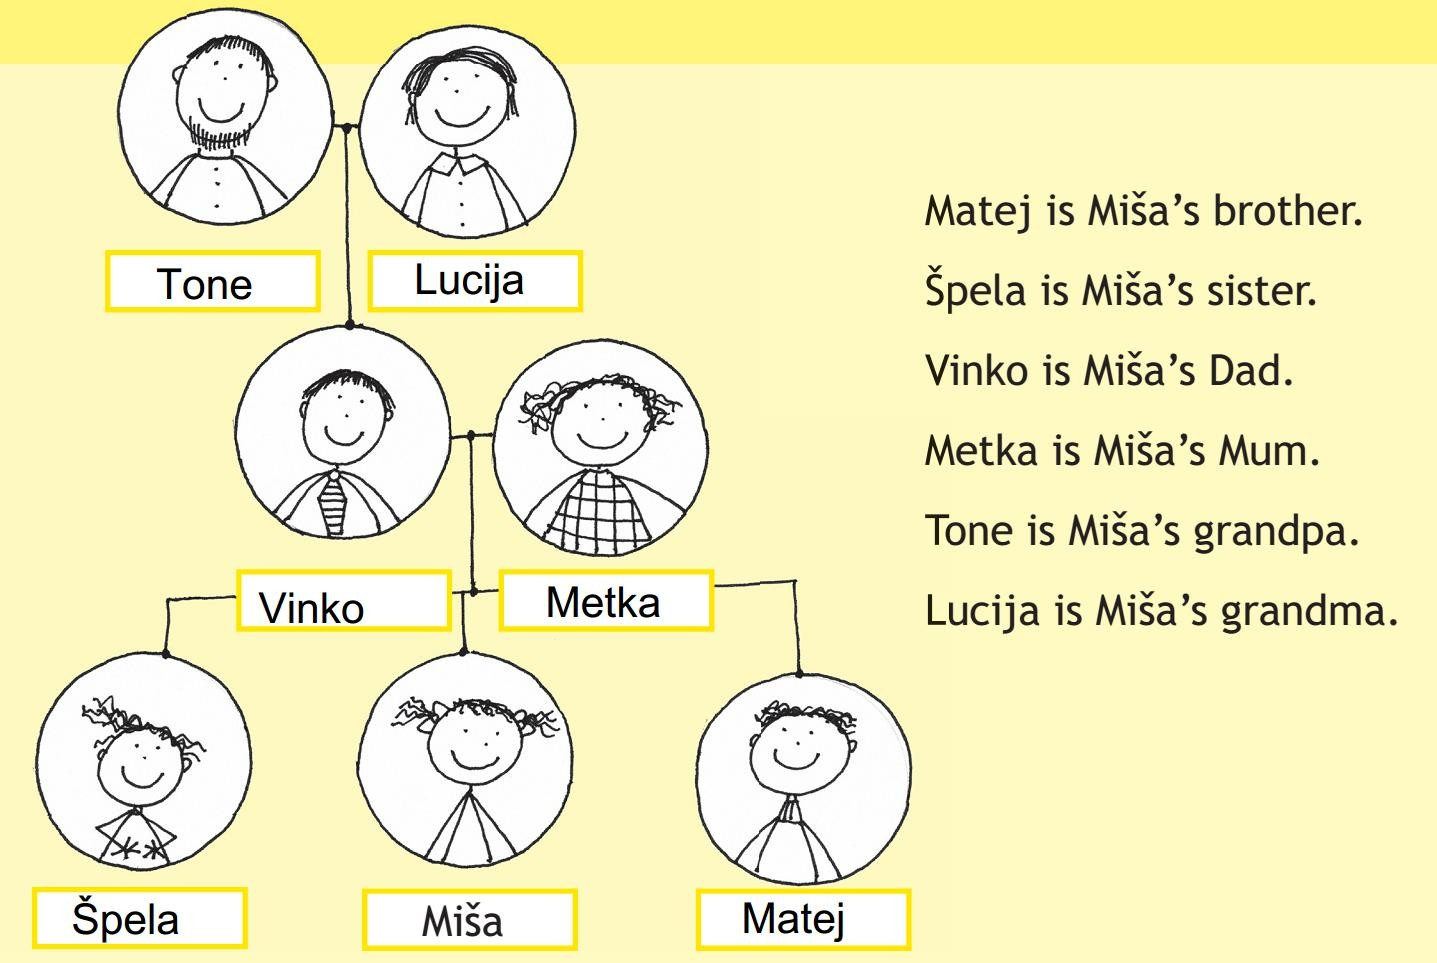 Tone
Lucija
Vinko
Metka
Špela
Miša
Matej
Matej is Miša’s brother.
Špela is Miša’s sister.
Vinko is Miša’s Dad.
Metka is Miša’s Mum.
Tone is Miša’s grandpa.
Lucija is Miša’s grandma.